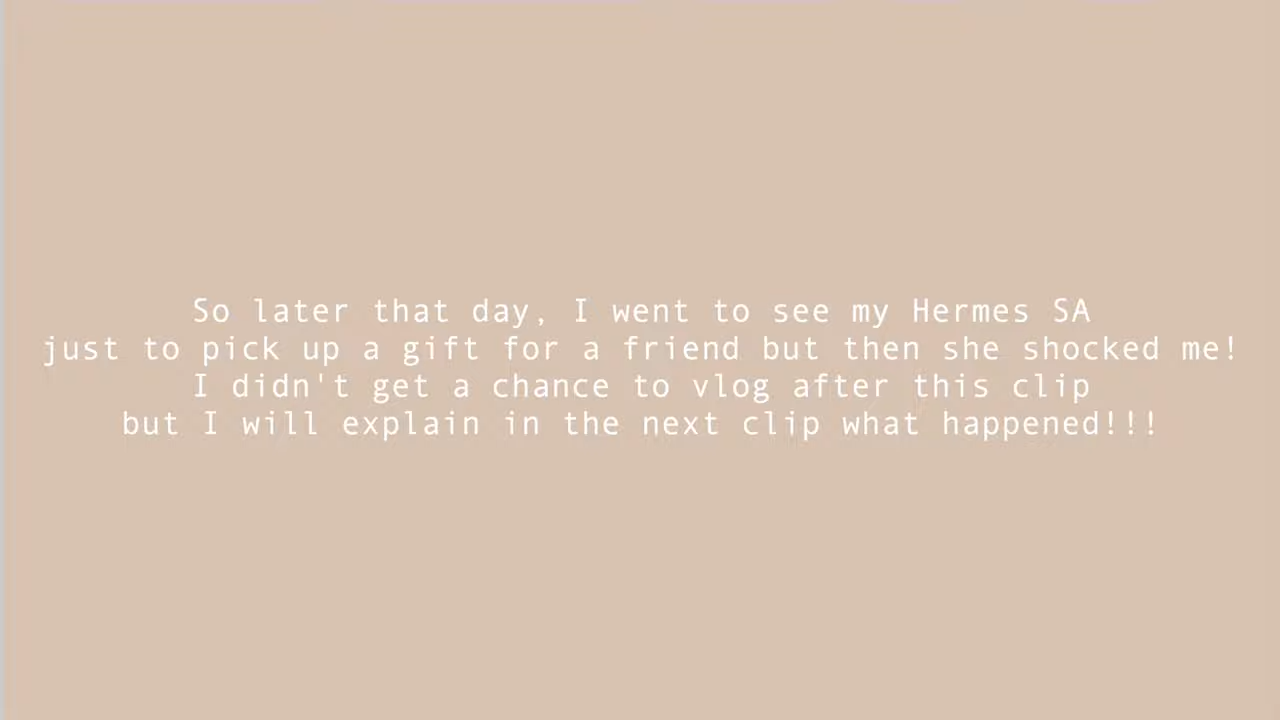 So later that day, I went to see my Hermes SA
just to pick up a gift for a friend but then she shocked me!
I didn't get a chance to vlog after this clip
but I will explain in the next clip what happened!!!